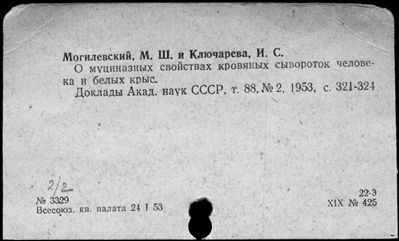 Могилевский, М. Ш. и Ключарева, И. С.
О муциназных свойствах кровяных сывороток челове-
ка и белых крыс.
Доклады Акад. наук СССР, т. 88, № 2, 1953, с. 321-324
2/2
№ 3329
Всесоюз. кн. палата 24 I 53
22-Э
XIX № 425